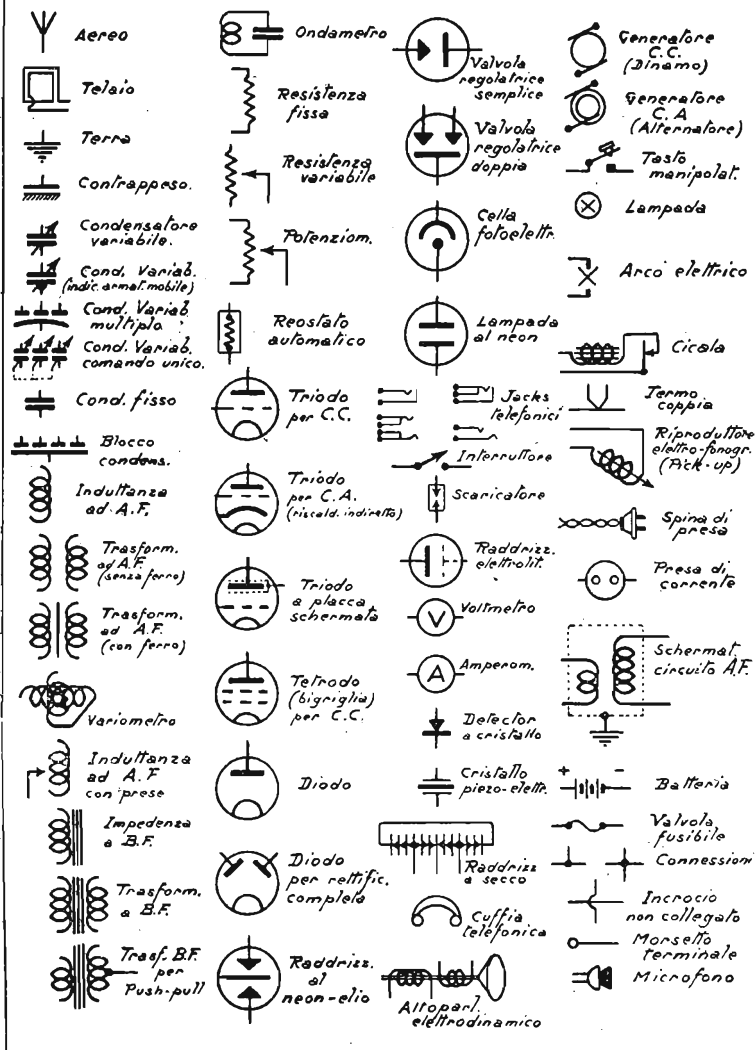 Aereo
Telaio
Terra
Contrappeso.
Condensatore
variabile.
Cond. Variab.
(indic. armat. mobile)
Cond. Variab.
multiplo
Cond. Variab.
comando unico.
Cond. fisso
Blocco
condens.
Induttanza
ad A.F.
Trasform.
ad A.F.
(senza ferro)
Trasform.
ad A.F.
(con ferro)
Variometro
Induttanza
ad A.F
con prese
Impedenza
a B.F.
Trasform.
a B.F.
Trasf. B.F.
per
Push-pull
Ondametro
Resistenza
fissa
Resistenza
variabile
Potenziom.
Reostato
automatico
Triodo
per C.C.
Triodo
per C.A.
(riscald. indiretto)
Triodo
a placca
schermata
Tetrodo
(bigriglia)
per C.C.
Diodo
Diodo
per rettific.
completa
Raddrizz.
al
neon-elio
Valvola
regolatrice
semplice
Valvola
regolatrice
doppia
Cella
fotoelettr.
Lampada
al neon
Jacks
telefonici
Interruttore
Scaricatore
Raddrizz.
elettrolit.
V
Voltmetro
A
Amperom.
Detector
a cristallo
Cristallo
piezo-elettr.
Raddrizz
a secco
Cuffia
telefonica
Altoparl.
elettrodinamico
Generatore
C.C.
(Dinamo)
Generatore
C.A
(Alternatore)
Tasto
manipolat.
Lampada
Arco elettrico
Cicala
Termo
coppia
Riproduttore
elettro-fonogr.
(Pick-up)
Spina di
presa
Presa di
corrente
Schermat.
circuito A.F.
+ -
Batteria
Valvola
fusibile
Connessioni
Incrocio
non collegato
Morsetto
terminale
Microfono